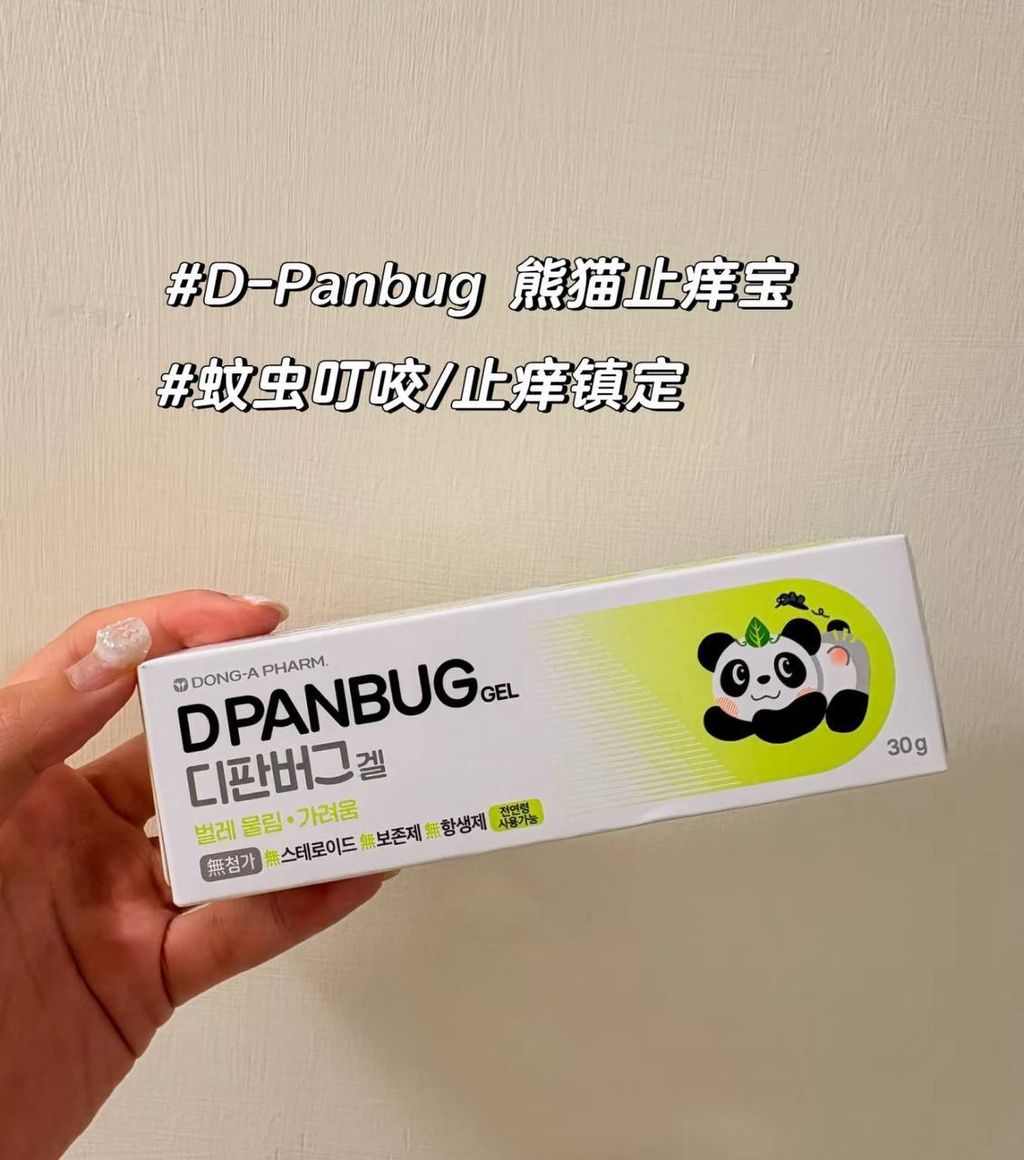 #D-Panbug 熊猫止痒宝
#蚊虫叮咬/止痒镇定
DONG-A PHARM.
D PANBUG GEL
디판버그겔
벌레 물림•가려움
無첨가 無스테로이드 無보존제 無항생제 전연령
사용가능
30g